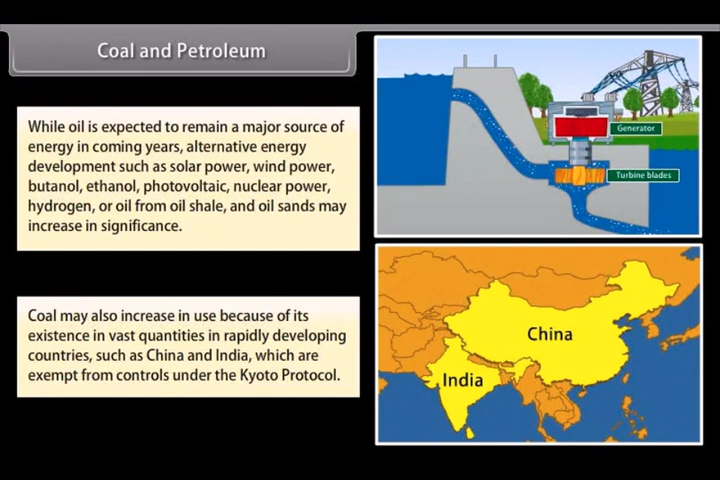 Coal and Petroleum
While oil is expected to remain a major source of
energy in coming years, alternative energy
development such as solar power, wind power,
butanol, ethanol, photovoltaic, nuclear power,
hydrogen, or oil from oil shale, and oil sands may
increase in significance.
Generator
Turbine blades
Coal may also increase in use because of its
existence in vast quantities in rapidly developing
countries, such as China and India, which are
exempt from controls under the Kyoto Protocol.
China
India